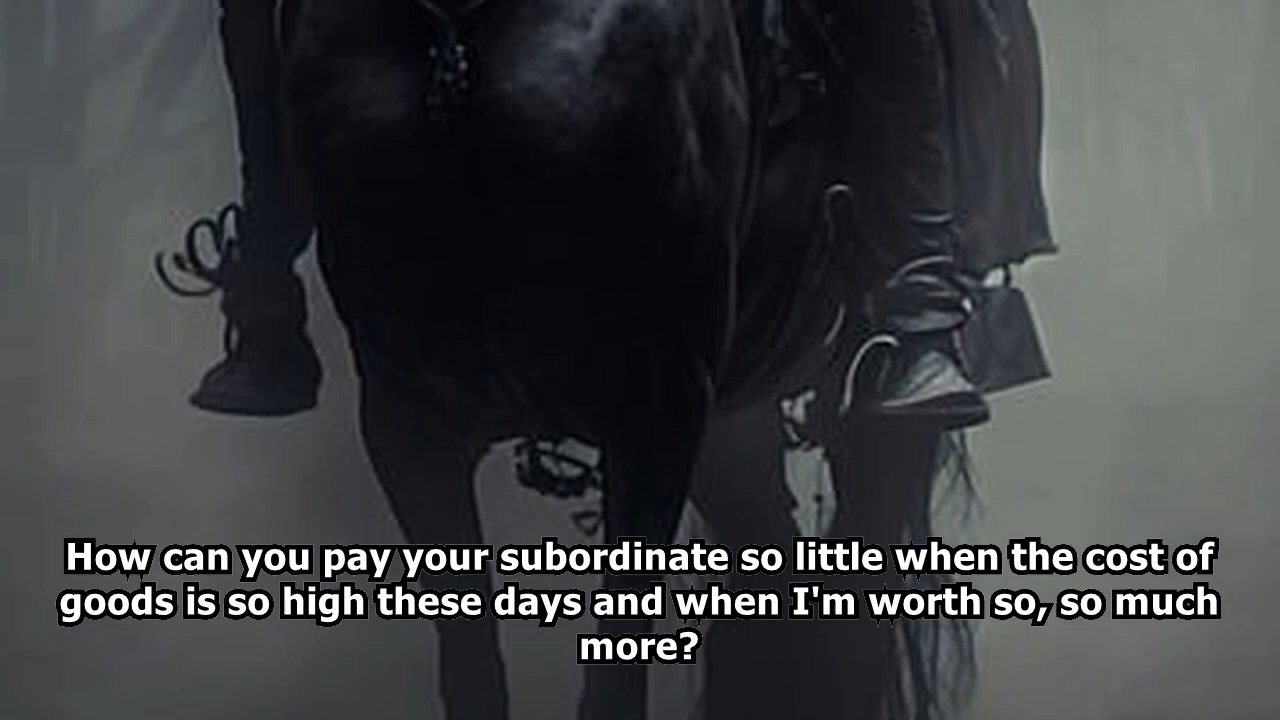 How can you pay your subordinate so little when the cost of
goods is so high these days and when I'm worth so, so much
more?